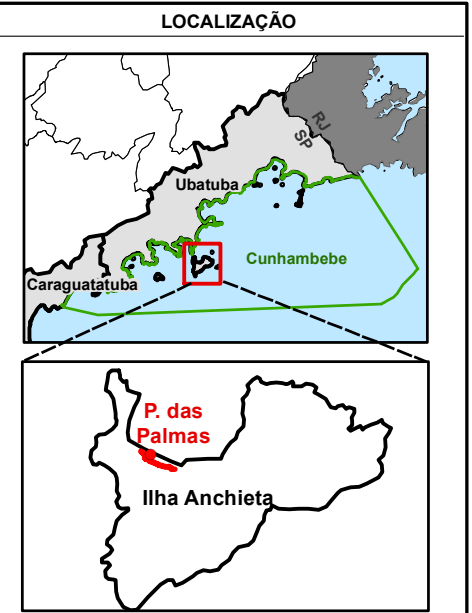 LOCALIZAÇÃO
RJ
SP
Ubatuba
Cunhambebe
Caraguatatuba
P. das
Palmas
Ilha Anchieta